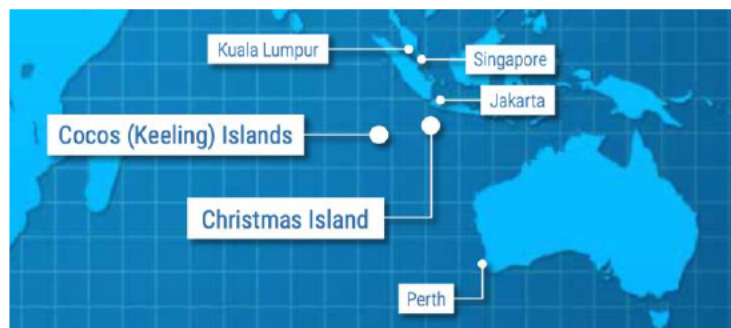 Kuala Lumpur
Singapore
Jakarta
Cocos (Keeling) Islands
Christmas Island
Perth